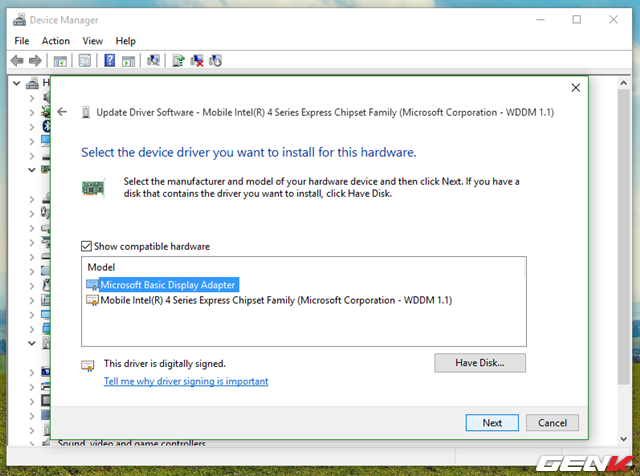 Device Manager
File Action View Help
H
Update Driver Software - Mobile Intel(R) 4 Series Express Chipset Family (Microsoft Corporation - WDDM 1.1)
Select the device driver you want to install for this hardware.
Select the manufacturer and model of your hardware device and then click Next. If you have a
disk that contains the driver you want to install, click Have Disk.
Show compatible hardware
Model
Microsoft Basic Display Adapter
Mobile Intel(R) 4 Series Express Chipset Family (Microsoft Corporation - WDDM 1.1)
This driver is digitally signed.
Have Disk...
Tell me why driver signing is important
Next Cancel
Sound, video and game controllers
GENK